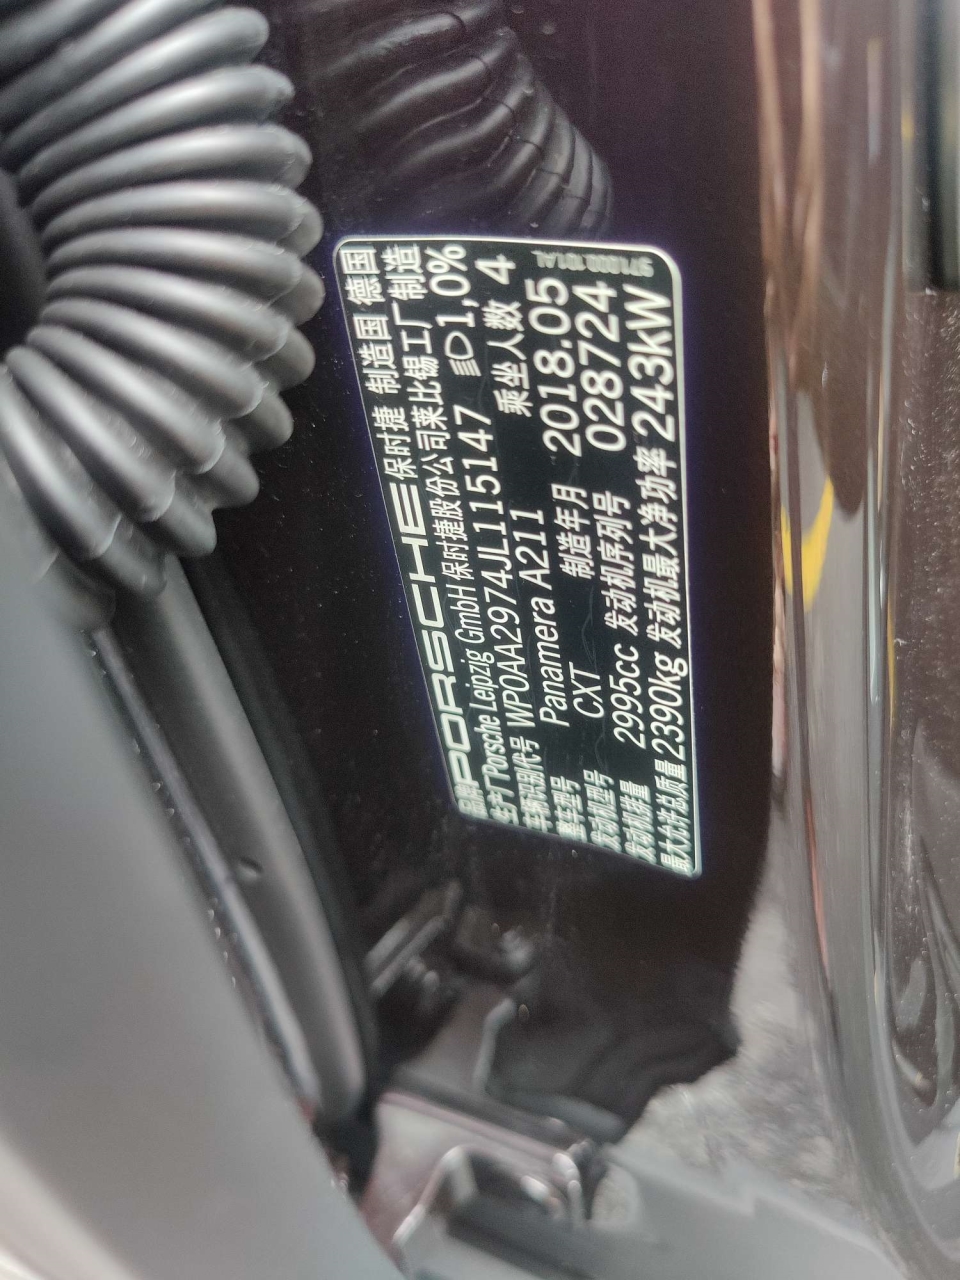 品牌 PORSCHE 保时捷 制造国 德国
生产厂 Porsche Leipzig GmbH 保时捷股份公司莱比锡工厂制造
车辆识别代号 WP0AA2974JL115147 1,0%
整车型号 Panamera A211 乘坐人数 4
发动机型号 CXT 制造年月 2018.05
发动机排量 2995cc 发动机序列号 028724
最大允许总质量 2390kg 发动机最大净功率 243kW